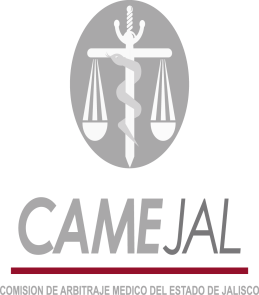 CAMEJAL
COMISION DE ARBITRAJE MEDICO DEL ESTADO DE JALISCO